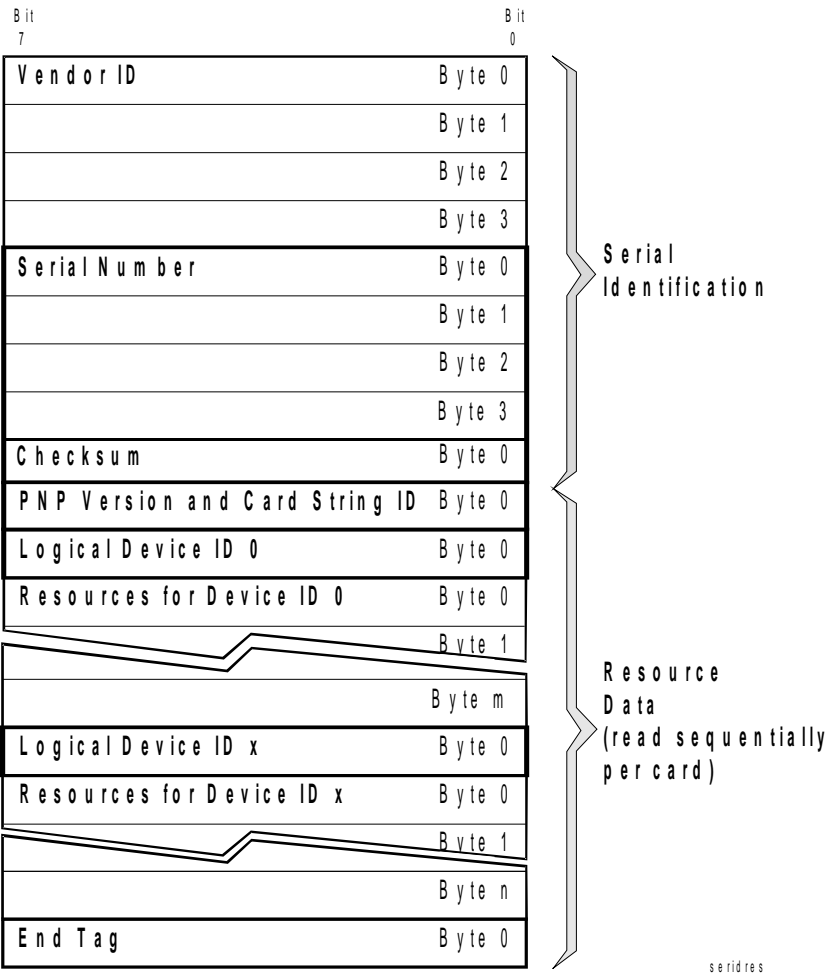 Bit Bit
7 0
Vendor ID Byte 0
Byte 1
Byte 2
Byte 3
Serial Number Byte 0
Byte 1
Byte 2
Byte 3
Checksum Byte 0
Serial
Identification
PNP Version and Card String ID Byte 0
Logical Device ID 0 Byte 0
Resources for Device ID 0 Byte 0
Byte 1
Byte m
Logical Device ID x Byte 0
Resources for Device ID x Byte 0
Byte 1
Byte n
End Tag Byte 0
Resource
Data
(read sequentially
per card)
seridres